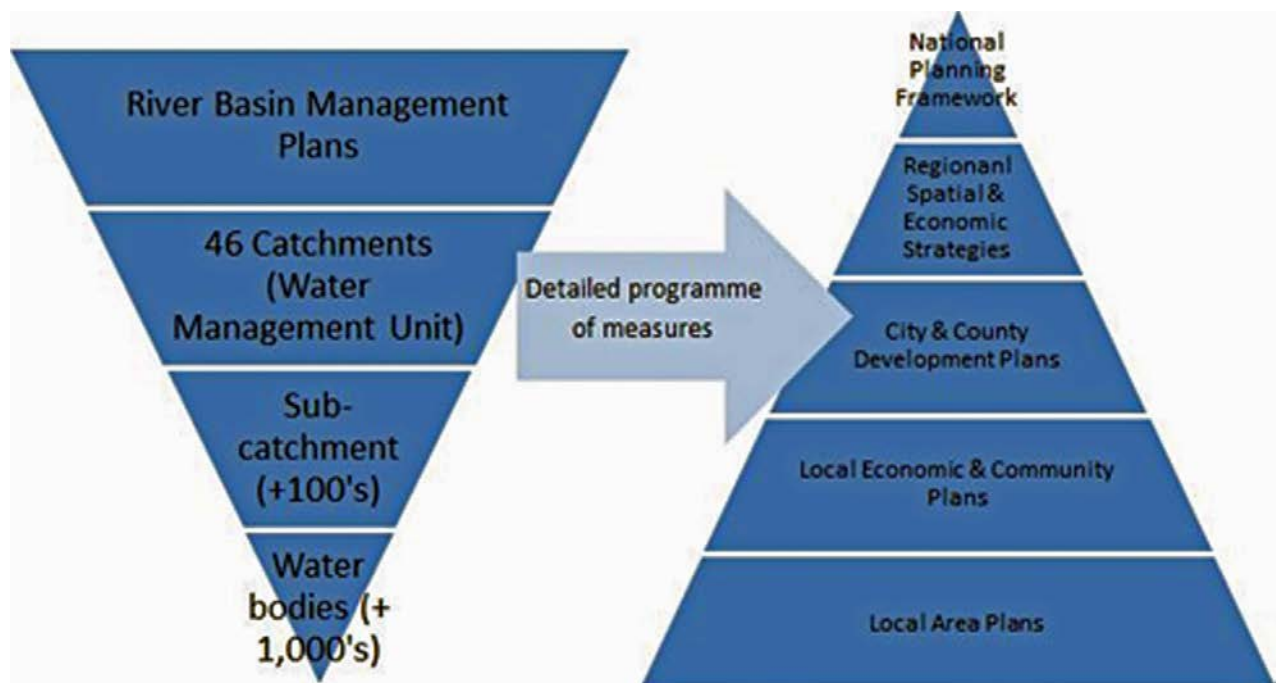 River Basin Management
Plans
46 Catchments
(Water
Management Unit)
Sub-
catchment
(+100's)
Water
bodies (+
1,000's)
Detailed programme
of measures
National
Planning
Framework
Regionanl
Spatial &
Economic
Strategies
City & County
Development Plans
Local Economic & Community
Plans
Local Area Plans